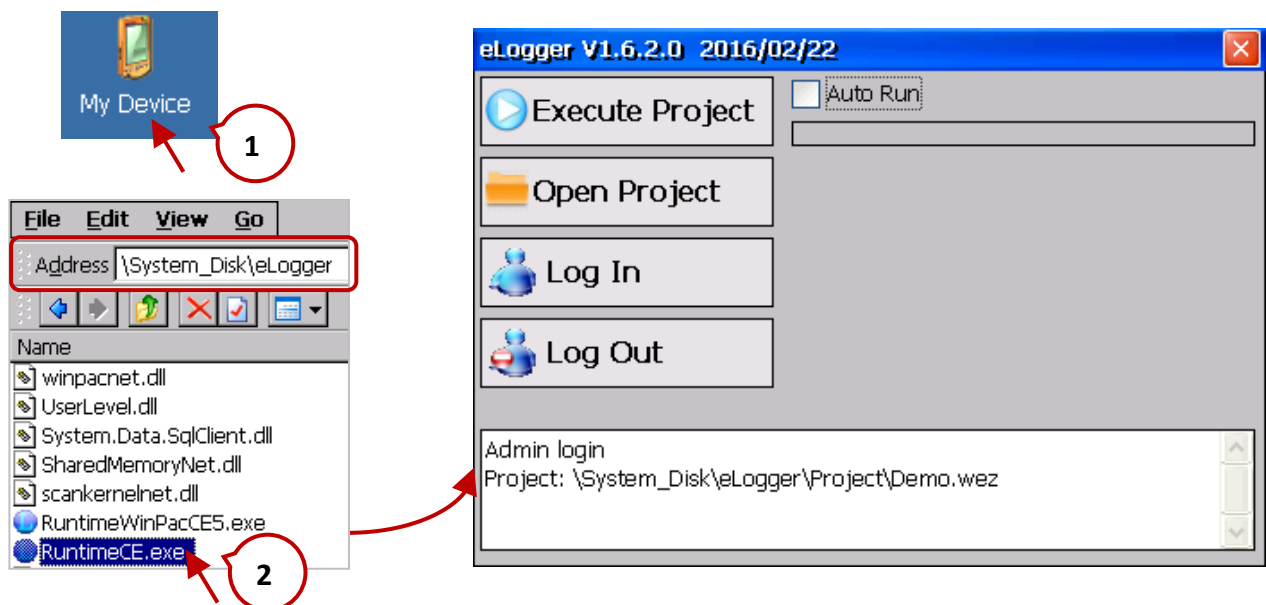 My Device
1
File Edit View Go
Address \System_Disk\eLogger
Name
winpacnet.dll
UserLevel.dll
System.Data.SqlClient.dll
SharedMemoryNet.dll
scankernelnet.dll
RuntimeWinPacCE5.exe
RuntimeCE.exe
2
eLogger V1.6.2.0 2016/02/22
Execute Project
Auto Run
Open Project
Log In
Log Out
Admin login
Project: \System_Disk\eLogger\Project\Demo.wez